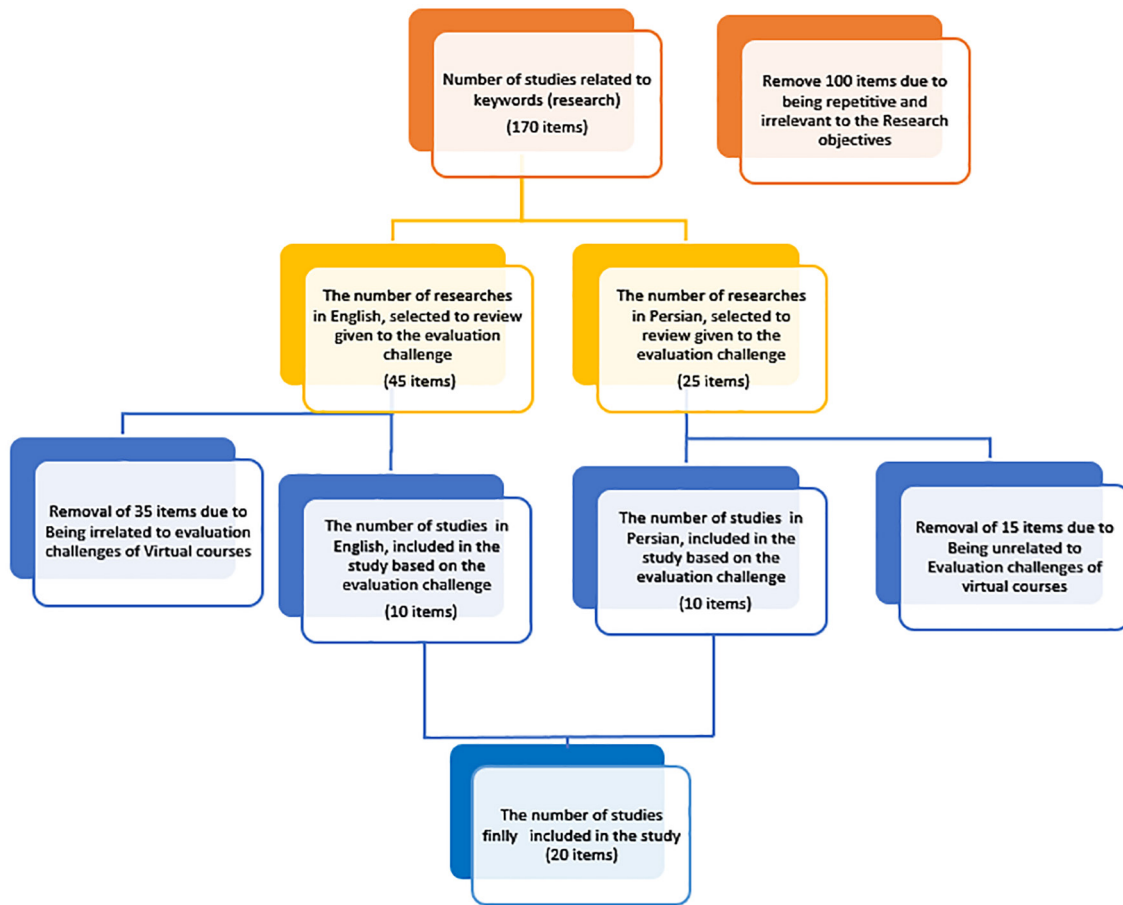 Number of studies related to
keywords (research)
(170 items)
Remove 100 items due to
being repetitive and
irrelevant to the Research
objectives
The number of researches
in English, selected to review
given to the evaluation
challenge
(45 items)
The number of researches
in Persian, selected to
review given to the
evaluation challenge
(25 items)
Removal of 35 items due to
Being irrelated to evaluation
challenges of Virtual courses
The number of studies in
English, included in the
study based on the
evaluation challenge
(10 items)
The number of studies in
Persian, included in the
study based on the
evaluation challenge
(10 items)
Removal of 15 items due to
Being unrelated to
Evaluation challenges of
virtual courses
The number of studies
finlly included in the study
(20 items)